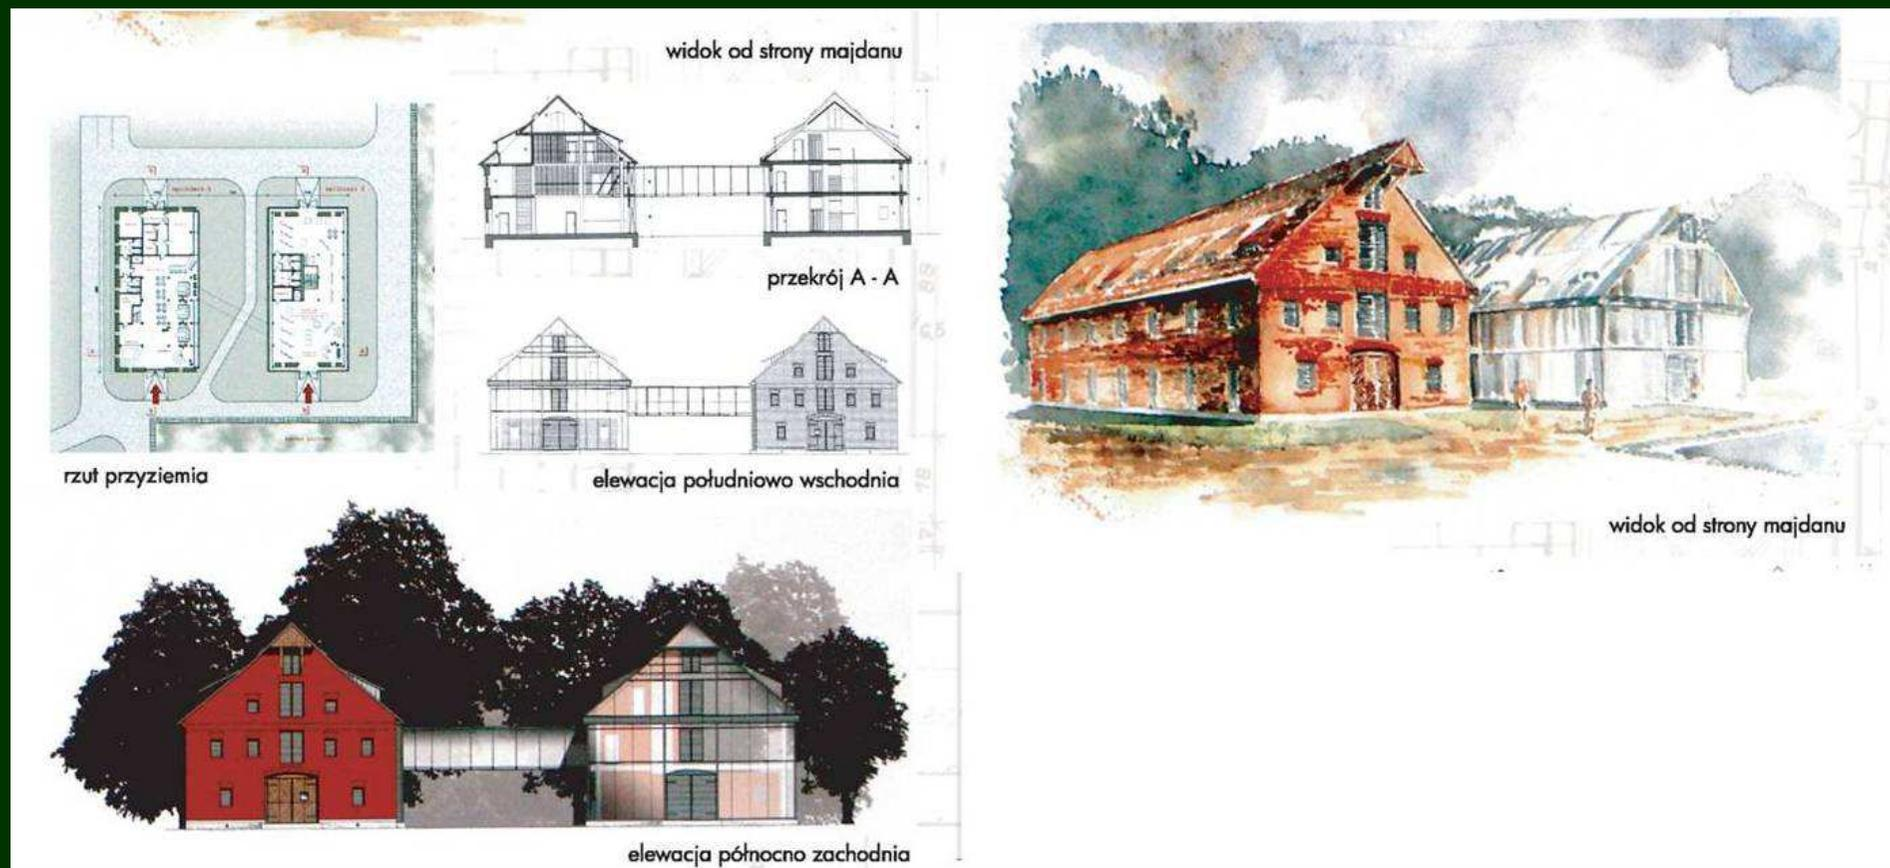 widok od strony majdanu
przekrój A - A
rzut przyziemia
elewacja południowo wschodnia
elewacja północno zachodnia
widok od strony majdanu